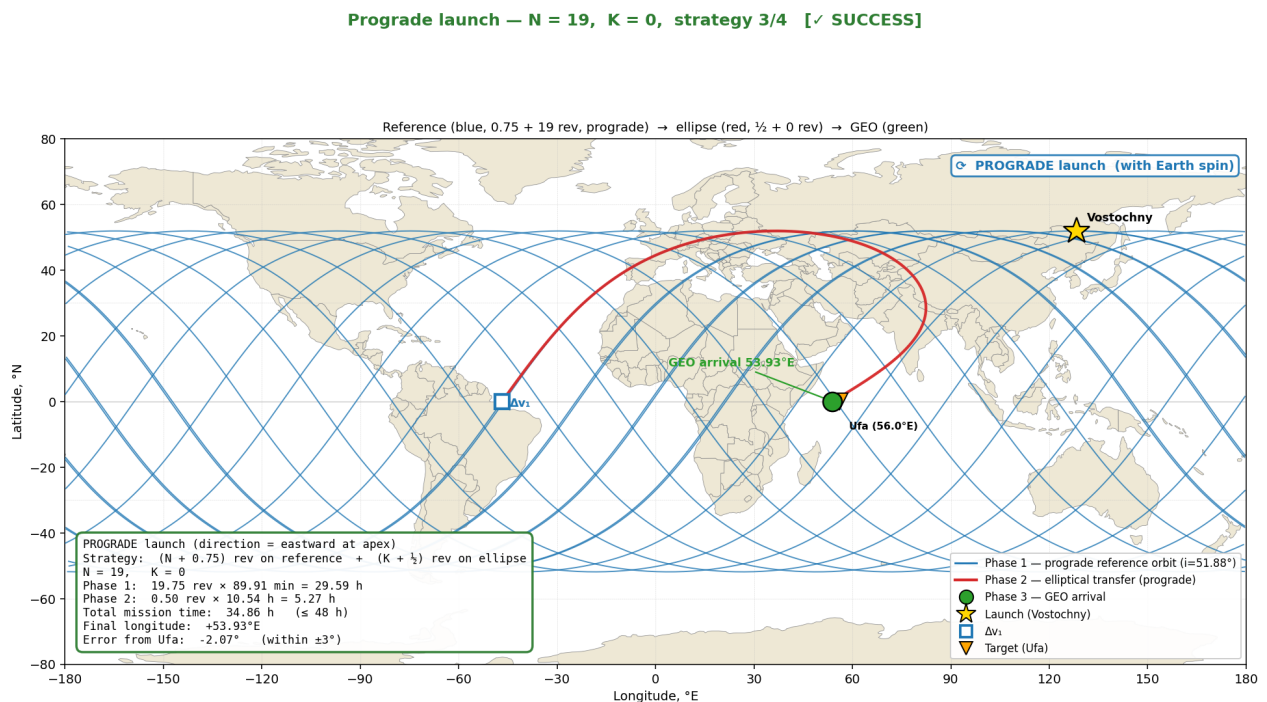 Prograde launch — N = 19,  K = 0,  strategy 3/4   [✓ SUCCESS]
Reference (blue, 0.75 + 19 rev, prograde)  →  ellipse (red, ½ + 0 rev)  →  GEO (green)
⟳  PROGRADE launch  (with Earth spin)
Vostochny
GEO arrival 53.93°E
Δv₁
Ufa (56.0°E)
PROGRADE launch (direction = eastward at apex)
Strategy:  (N + 0.75) rev on reference  +  (K + ½) rev on ellipse
N = 19,   K = 0
Phase 1:  19.75 rev × 89.91 min = 29.59 h
Phase 2:  0.50 rev × 10.54 h = 5.27 h
Total mission time:  34.86 h   (≤ 48 h)
Final longitude:  +53.93°E
Error from Ufa:  -2.07°   (within ±3°)
Phase 1 — prograde reference orbit (i=51.88°)
Phase 2 — elliptical transfer (prograde)
Phase 3 — GEO arrival
Launch (Vostochny)
Δv₁
Target (Ufa)
80
60
40
20
0
−20
−40
−60
−80
Latitude, °N
−180 −150 −120 −90 −60 −30 0 30 60 90 120 150 180
Longitude, °E